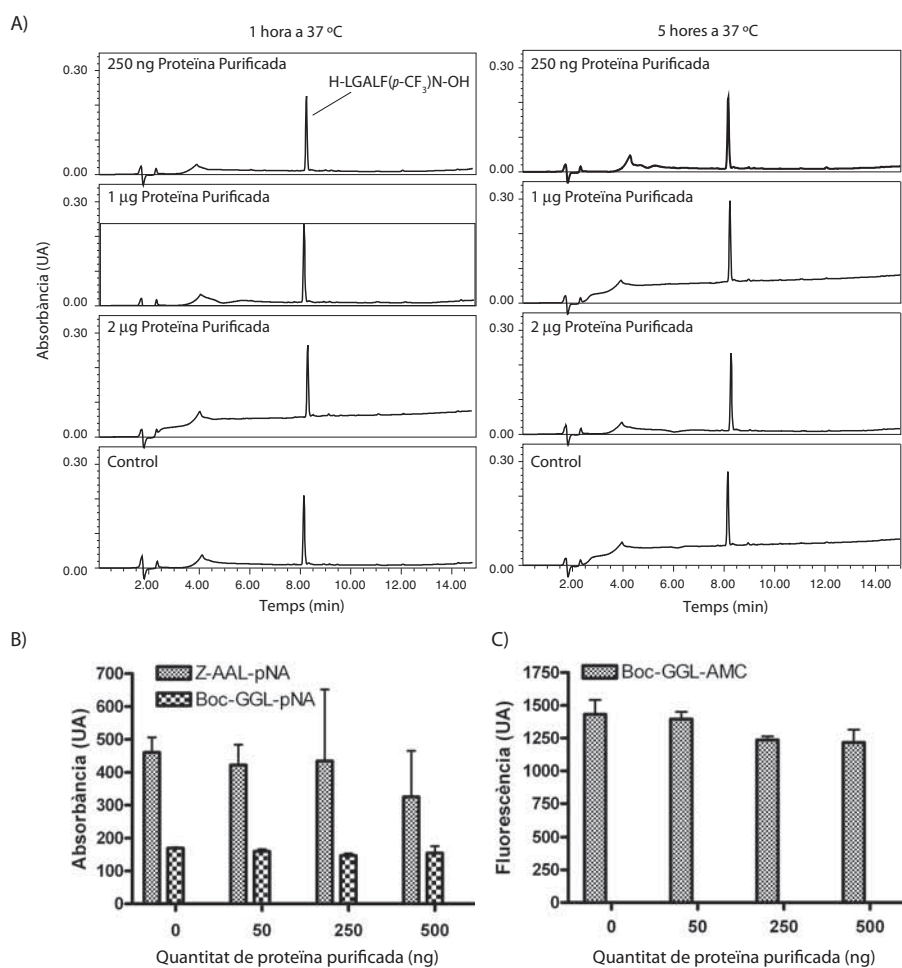 A)
1 hora a 37 ºC
5 hores a 37 ºC
Absorbància (UA)
0.30
250 ng Proteïna Purificada
H-LGALF(p-CF3)N-OH
0.00
1 µg Proteïna Purificada
0.00
0.30
2 µg Proteïna Purificada
0.00
0.30
Control
0.00
2.00 4.00 6.00 8.00 10.00 12.00 14.00
Temps (min)
0.30
250 ng Proteïna Purificada
0.00
0.30
1 µg Proteïna Purificada
0.00
0.30
2 µg Proteïna Purificada
0.00
0.30
Control
0.00
2.00 4.00 6.00 8.00 10.00 12.00 14.00
Temps (min)
B)
Absorbància (UA)
700
600
500
400
300
200
100
0
Z-AAL-pNA
Boc-GGL-pNA
0 50 250 500
Quantitat de proteïna purificada (ng)
C)
Fluorescència (UA)
1750
1500
1250
1000
750
500
250
0
Boc-GGL-AMC
0 50 250 500
Quantitat de proteïna purificada (ng)